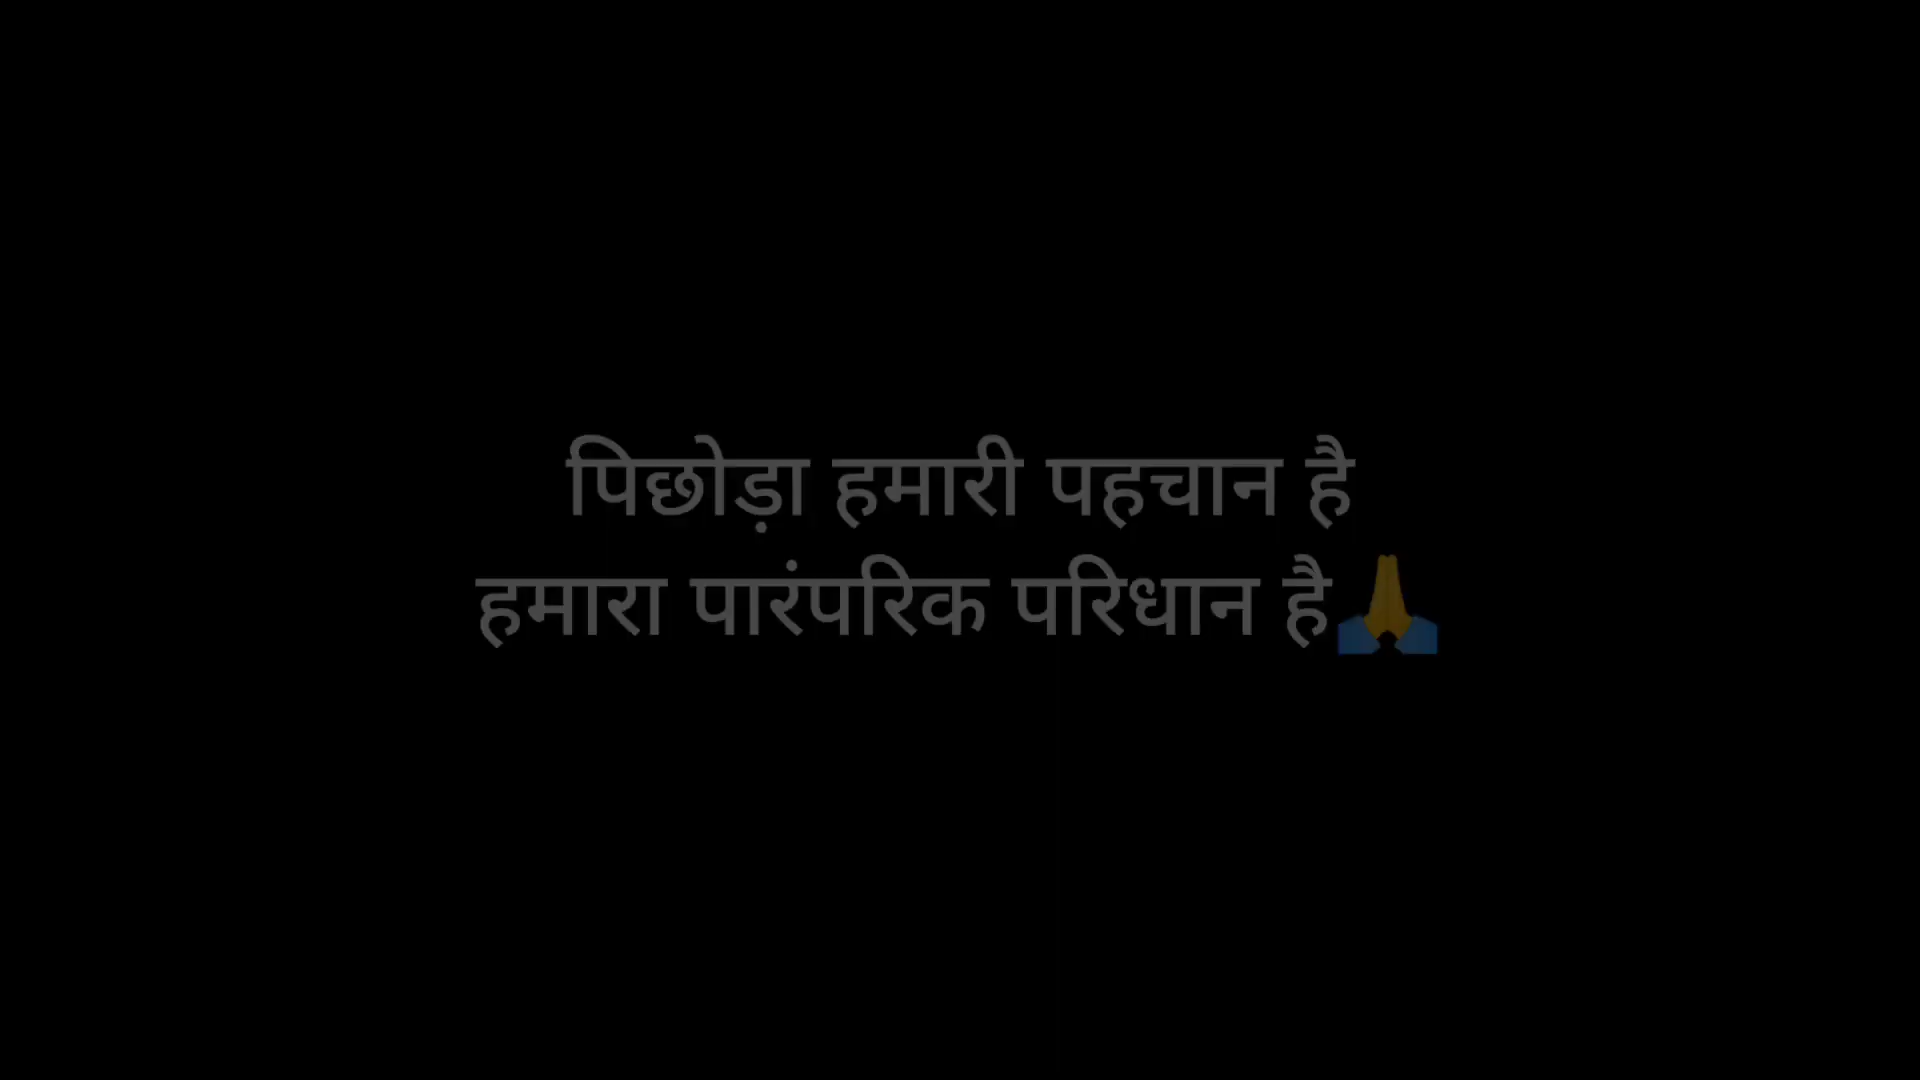 पिछोड़ा हमारी पहचान है
हमारा पारंपरिक परिधान है🙏